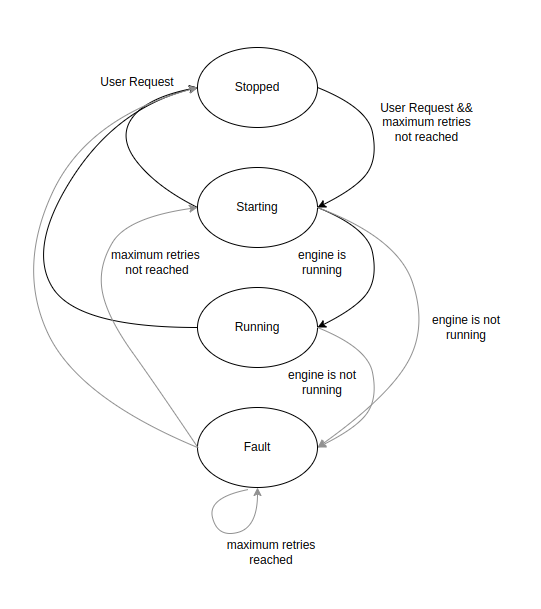 User Request
Stopped
User Request &&
maximum retries
not reached
Starting
maximum retries
not reached
engine is
running
Running
engine is not
running
engine is not
running
Fault
maximum retries
reached